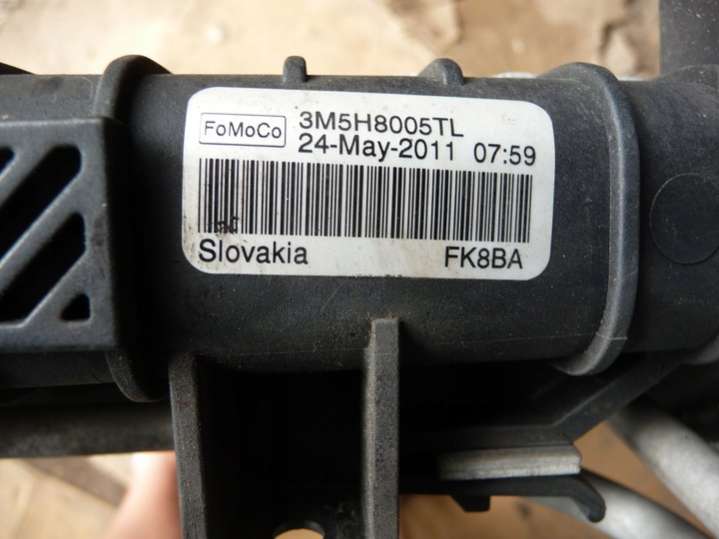 FoMoCo 3M5H8005TL
24-May-2011 07:59
Slovakia FK8BA